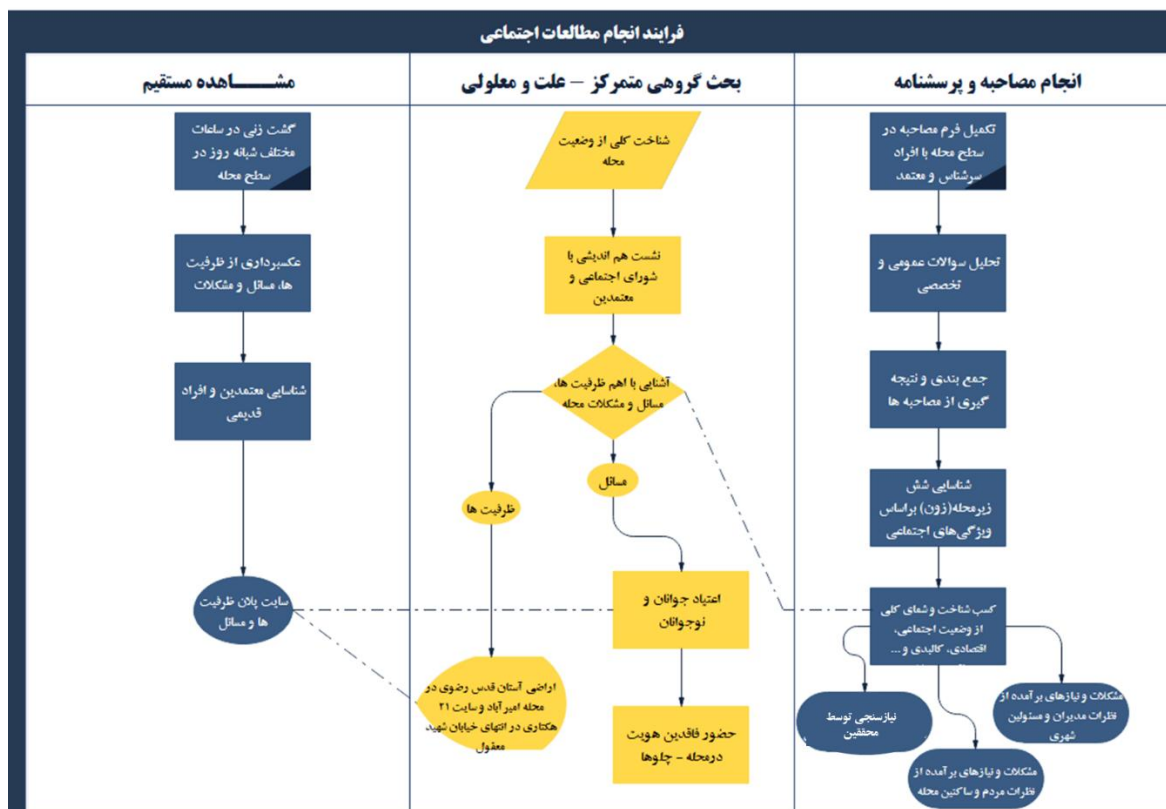 فرایند انجام مطالعات اجتماعی
انجام مصاحبه و پرسشنامه
تکمیل فرم مصاحبه در
سطح محله با افراد
سرشناس و معتمد
تحلیل سوالات عمومی و
تخصصی
جمع بندی و نتیجه
گیری از مصاحبه ها
شناسایی شش
زیرمحله(زون) براساس
ویژگی‌های اجتماعی
کسب شناخت و شمای کلی
از وضعیت اجتماعی،
اقتصادی، کالبدی و ...
مشکلات و نیازهای بر آمده از
نظرات مدیران و مسئولین
شهری
نیازسنجی توسط
محققین
مشکلات و نیازهای بر آمده از
نظرات مردم و ساکنین محله
بحث گروهی متمرکز – علت و معلولی
شناخت کلی از وضعیت
محله
نشست هم اندیشی با
شورای اجتماعی و
معتمدین
آشنایی با اهم ظرفیت ها،
مسائل و مشکلات محله
مسائل
ظرفیت ها
اعتیاد جوانان و
نوجوانان
حضور فاقدین هویت
درمحله – چلوها
اراضی آستان قدس رضوی در
محله امیر آباد و سایت ۲۱
هکتاری در انتهای خیابان شهید
معقول
مشـــــاهده مستقیم
گشت زنی در ساعات
مختلف شبانه روز در
سطح محله
عکسبرداری از ظرفیت
ها، مسائل و مشکلات
شناسایی معتمدین و افراد
قدیمی
سایت پلان ظرفیت
ها و مسائل